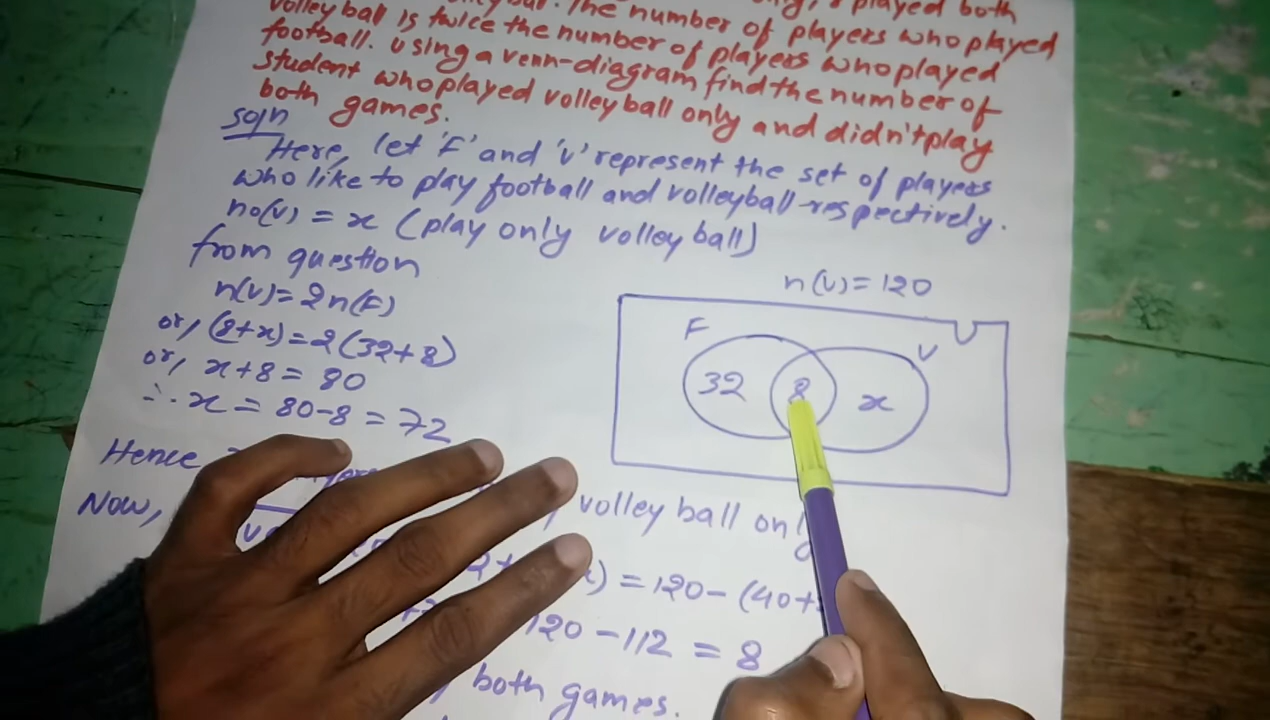 played both
The number of players who played
volley ball is twice the number of players who played
football. Using a venn-diagram find the number of
student who played volley ball only and didn't play
both games.
Soln
Here, let 'F' and 'V' represent the set of players
who like to play football and volleyball respectively.
no(v) = x (play only volley ball)
from question
n(v) = 2n(F)
or, (8+x) = 2(32+8)
or, x+8 = 80
∴ x = 80-8 = 72
n(U) = 120
F
U
V
32
8
x
Hence
volley ball only
Now,
= 120 - (40+
120 - 112 = 8
both games.